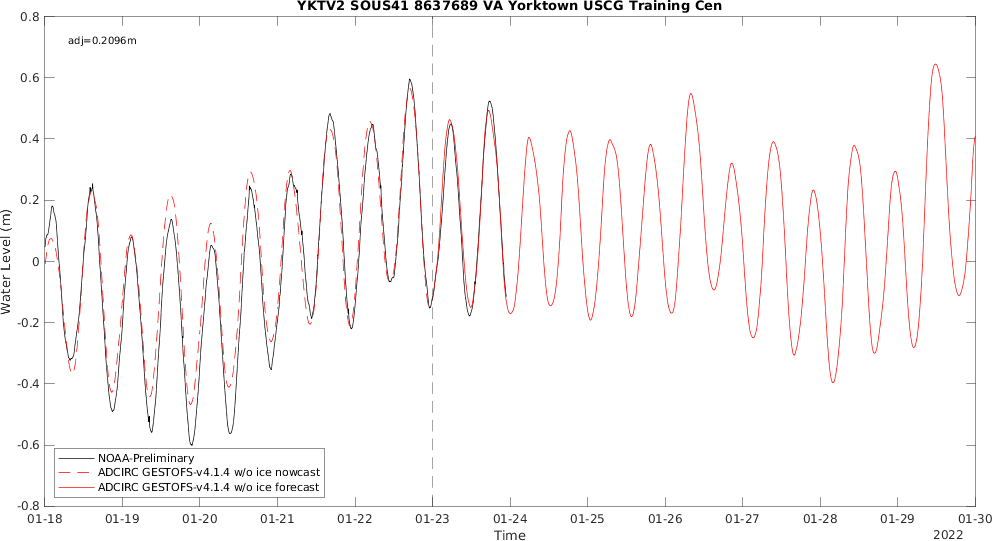 YKTV2 SOUS41 8637689 VA Yorktown USCG Training Cen
0.8
adj=0.2096m
0.6
0.4
0.2
0
-0.2
-0.4
-0.6
-0.8
Water Level (m)
NOAA-Preliminary
ADCIRC GESTOFS-v4.1.4 w/o ice nowcast
ADCIRC GESTOFS-v4.1.4 w/o ice forecast
01-18 01-19 01-20 01-21 01-22 01-23 01-24 01-25 01-26 01-27 01-28 01-29 01-30
Time
2022